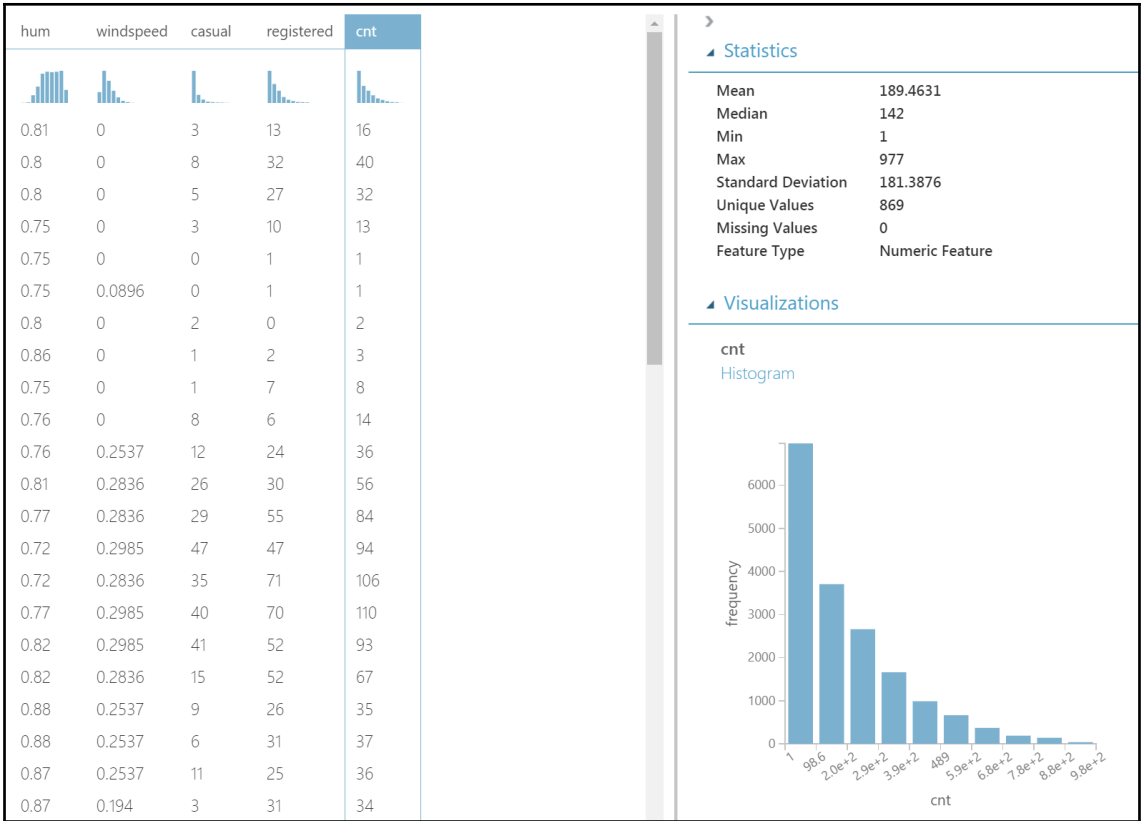 hum windspeed casual registered cnt
0.81 0 3 13 16
0.8 0 8 32 40
0.8 0 5 27 32
0.75 0 3 10 13
0.75 0 0 1 1
0.75 0.0896 0 1 1
0.8 0 2 0 2
0.86 0 1 2 3
0.75 0 1 7 8
0.76 0 8 6 14
0.76 0.2537 12 24 36
0.81 0.2836 26 30 56
0.77 0.2836 29 55 84
0.72 0.2985 47 47 94
0.72 0.2836 35 71 106
0.77 0.2985 40 70 110
0.82 0.2985 41 52 93
0.82 0.2836 15 52 67
0.88 0.2537 9 26 35
0.88 0.2537 6 31 37
0.87 0.2537 11 25 36
0.87 0.194 3 31 34
Statistics
Mean 189.4631
Median 142
Min 1
Max 977
Standard Deviation 181.3876
Unique Values 869
Missing Values 0
Feature Type Numeric Feature
Visualizations
cnt
Histogram
6000
5000
4000
3000
2000
1000
0
frequency
1 98.6 2.0e+2 2.9e+2 3.9e+2 489 5.9e+2 6.8e+2 7.8e+2 8.8e+2 9.8e+2
cnt